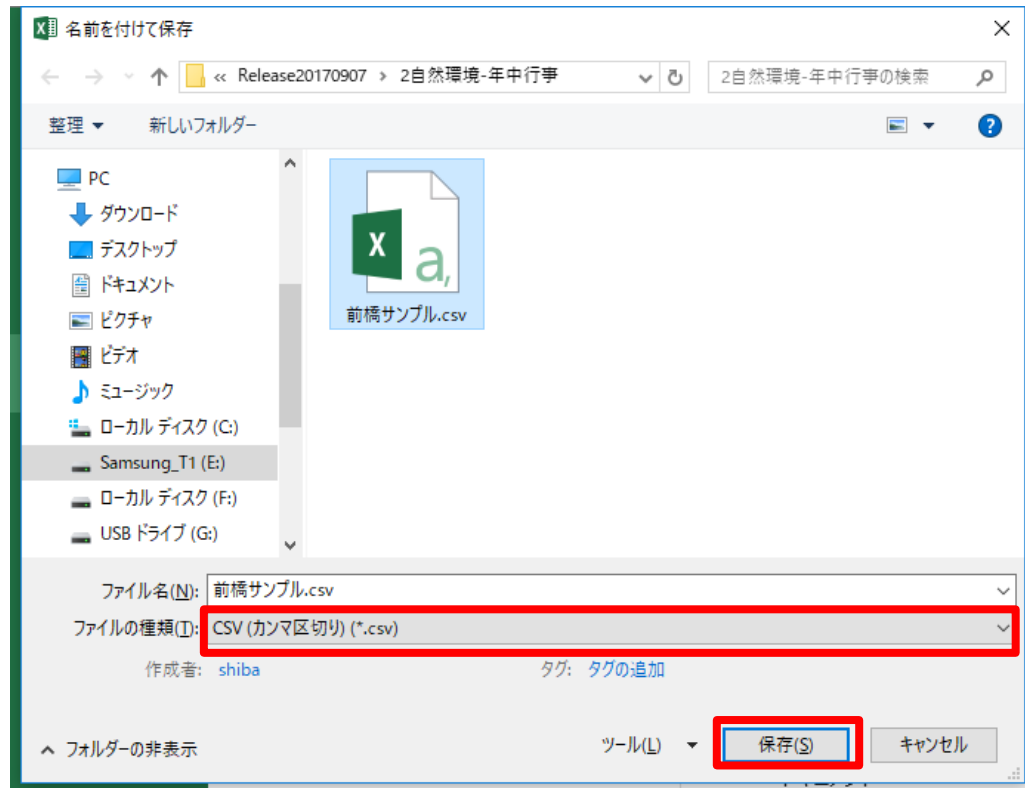 名前を付けて保存
« Release20170907 › 2自然環境-年中行事
2自然環境-年中行事の検索
整理
新しいフォルダー
PC
ダウンロード
デスクトップ
ドキュメント
ピクチャ
ビデオ
ミュージック
ローカル ディスク (C:)
Samsung_T1 (E:)
ローカル ディスク (F:)
USB ドライブ (G:)
X a,
前橋サンプル.csv
ファイル名(N): 前橋サンプル.csv
ファイルの種類(T): CSV (カンマ区切り) (*.csv)
作成者: shiba
タグ: タグの追加
フォルダーの非表示
ツール(L)
保存(S)
キャンセル